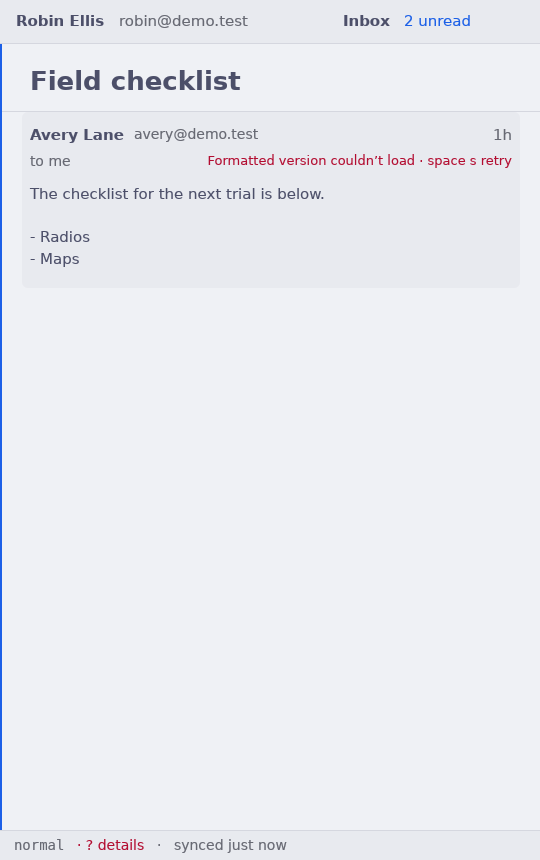 Robin Ellis robin@demo.test Inbox 2 unread
Field checklist
Avery Lane avery@demo.test 1h
to me Formatted version couldn’t load · space s retry
The checklist for the next trial is below.
- Radios
- Maps
normal · ? details · synced just now